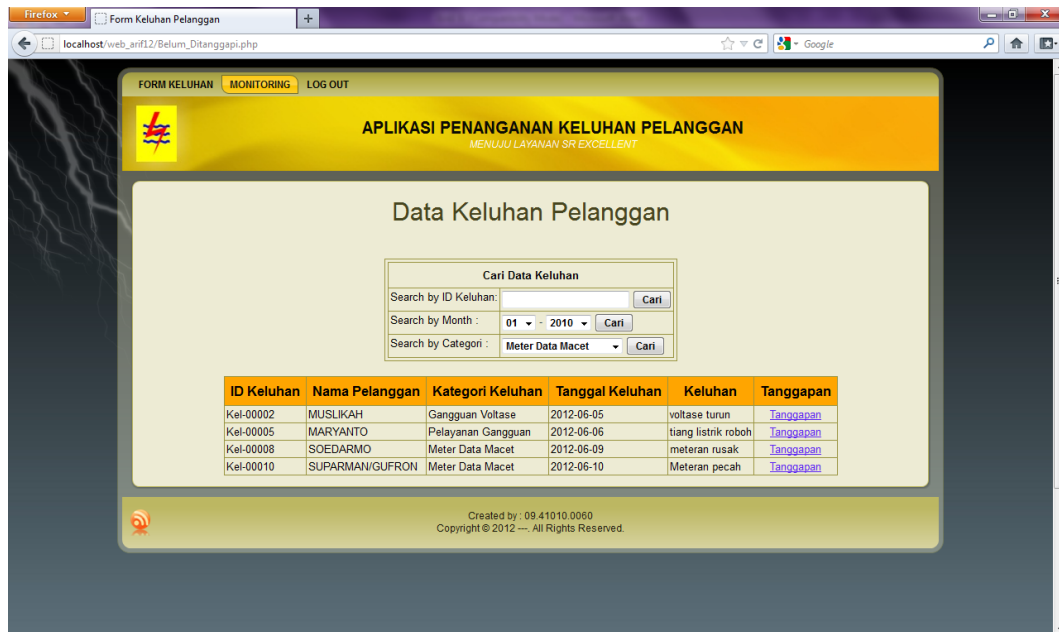 Firefox
Form Keluhan Pelanggan
localhost/web_arif12/Belum_Ditanggapi.php
Google
FORM KELUHAN MONITORING LOG OUT
APLIKASI PENANGANAN KELUHAN PELANGGAN
MENUJU LAYANAN SR EXCELLENT
Data Keluhan Pelanggan
Cari Data Keluhan
Search by ID Keluhan: Cari
Search by Month : 01 - 2010 Cari
Search by Categori : Meter Data Macet Cari
ID Keluhan Nama Pelanggan Kategori Keluhan Tanggal Keluhan Keluhan Tanggapan
Kel-00002 MUSLIKAH Gangguan Voltase 2012-06-05 voltase turun Tanggapan
Kel-00005 MARYANTO Pelayanan Gangguan 2012-06-06 tiang listrik roboh Tanggapan
Kel-00008 SOEDARMO Meter Data Macet 2012-06-09 meteran rusak Tanggapan
Kel-00010 SUPARMAN/GUFRON Meter Data Macet 2012-06-10 Meteran pecah Tanggapan
Created by : 09.41010.0060
Copyright © 2012 ---. All Rights Reserved.